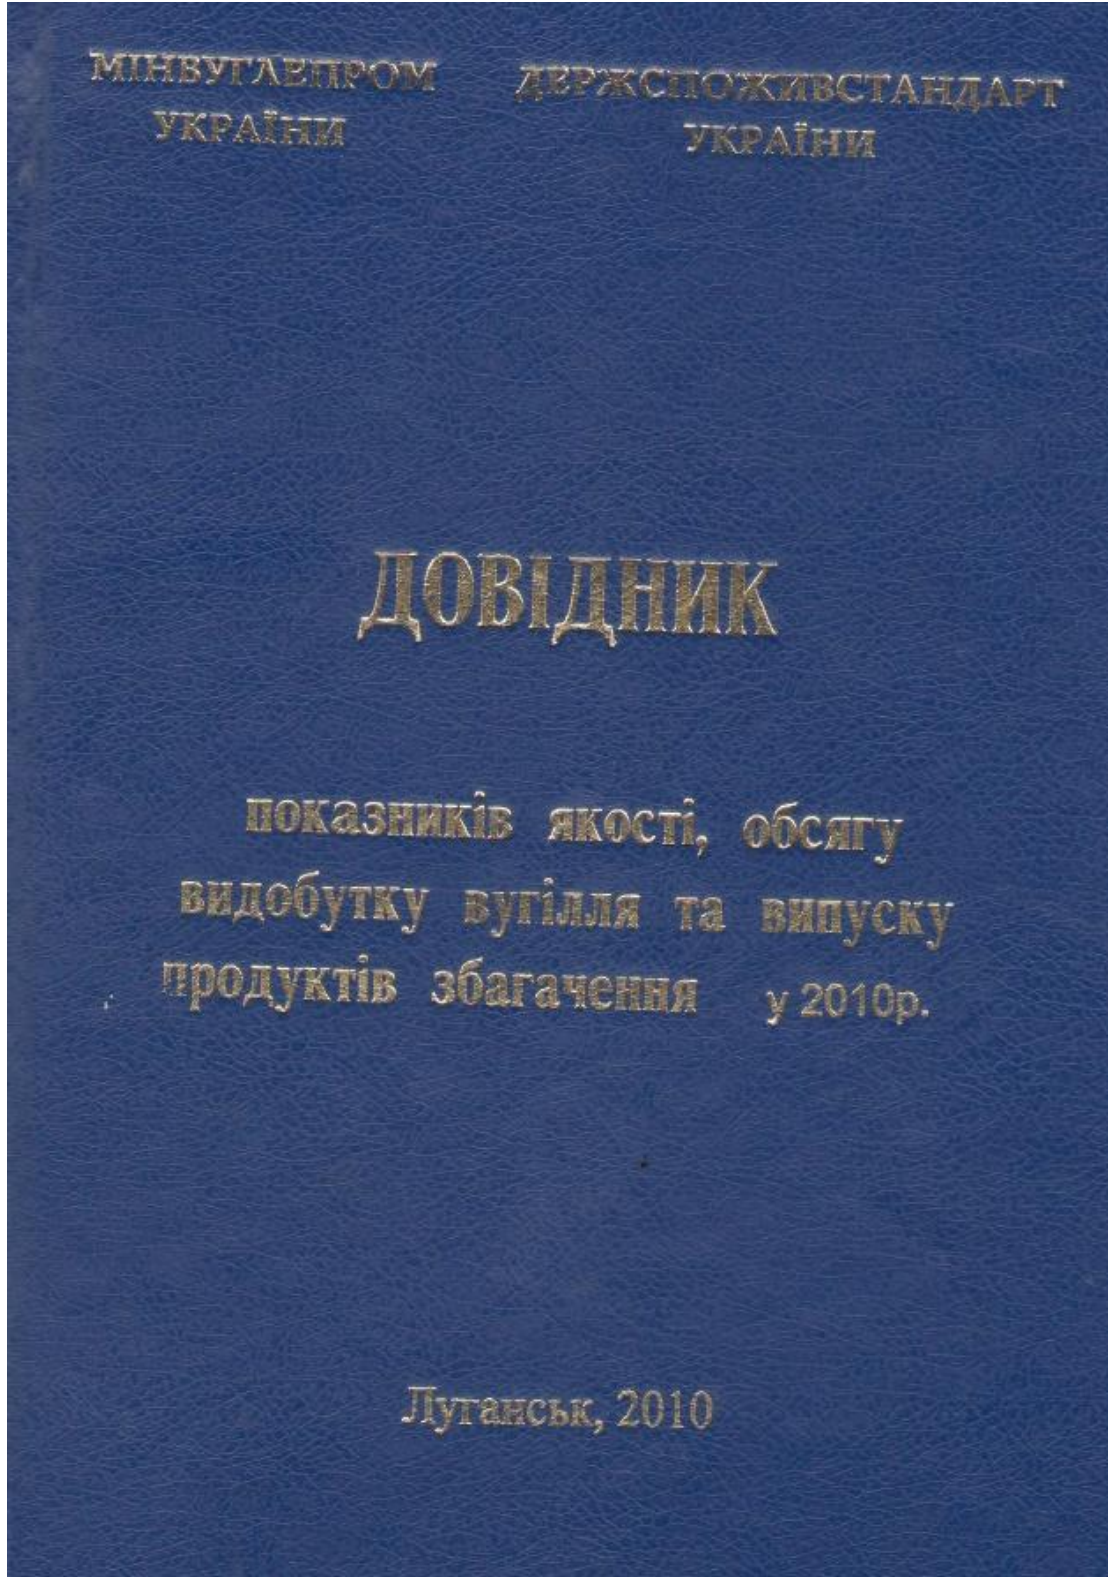 МІНВУГЛЕПРОМ
УКРАЇНИ
ДЕРЖСПОЖИВСТАНДАРТ
УКРАЇНИ
ДОВІДНИК
показників якості, обсягу
видобутку вугілля та випуску
продуктів збагачення у 2010р.
Луганськ, 2010